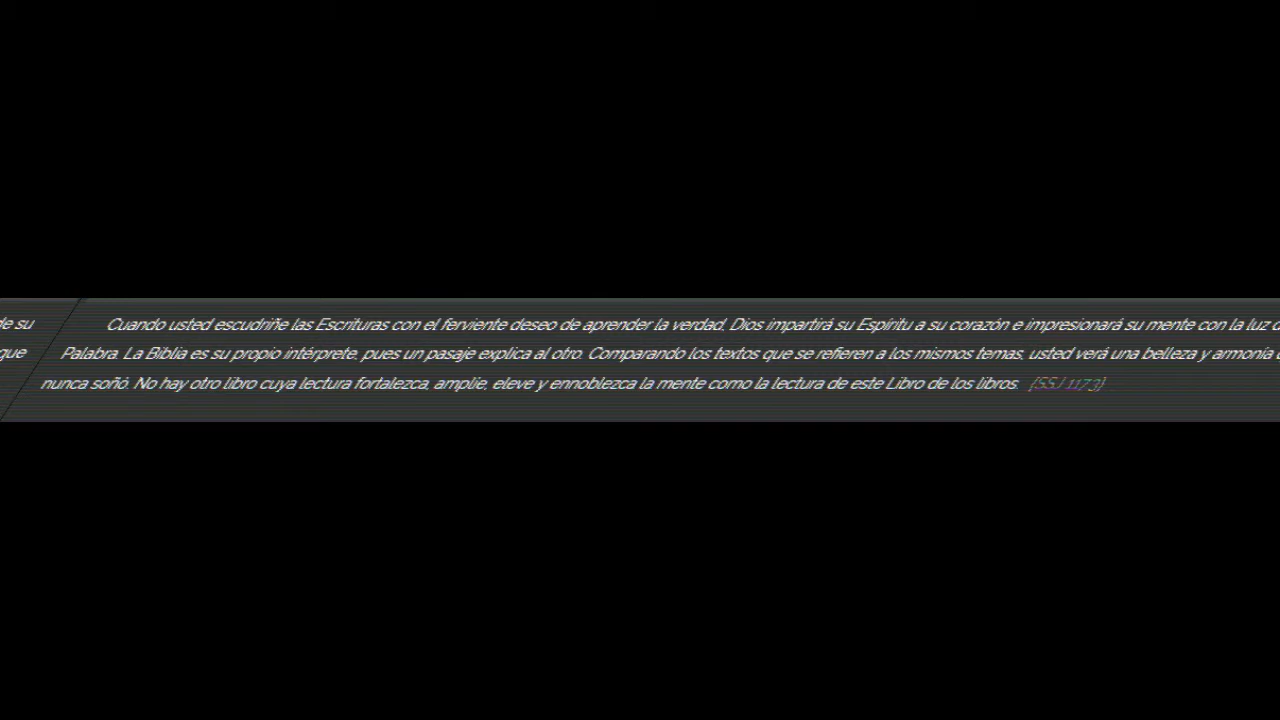 de su
que
Cuando usted escudriñe las Escrituras con el ferviente deseo de aprender la verdad, Dios impartirá su Espíritu a su corazón e impresionará su mente con la luz d
Palabra. La Biblia es su propio intérprete, pues un pasaje explica al otro. Comparando los textos que se refieren a los mismos temas, usted verá una belleza y armonía
nunca soñó. No hay otro libro cuya lectura fortalezca, amplíe, eleve y ennoblezca la mente como la lectura de este Libro de los libros.